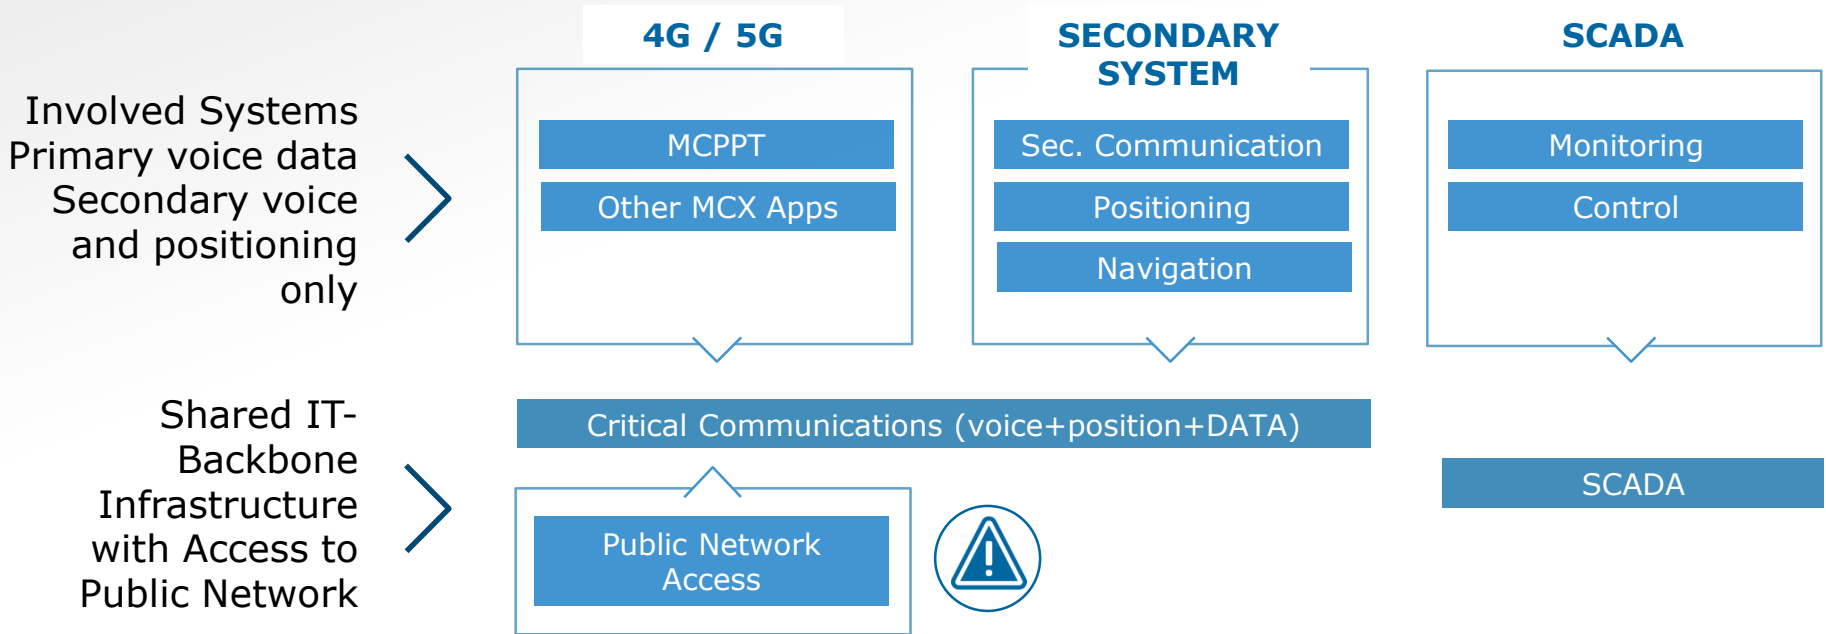 4G / 5G
SECONDARY
SYSTEM
SCADA
Involved Systems
Primary voice data
Secondary voice
and positioning
only
MCPPT
Other MCX Apps
Sec. Communication
Positioning
Navigation
Monitoring
Control
Shared IT-
Backbone
Infrastructure
with Access to
Public Network
Critical Communications (voice+position+DATA)
SCADA
Public Network
Access